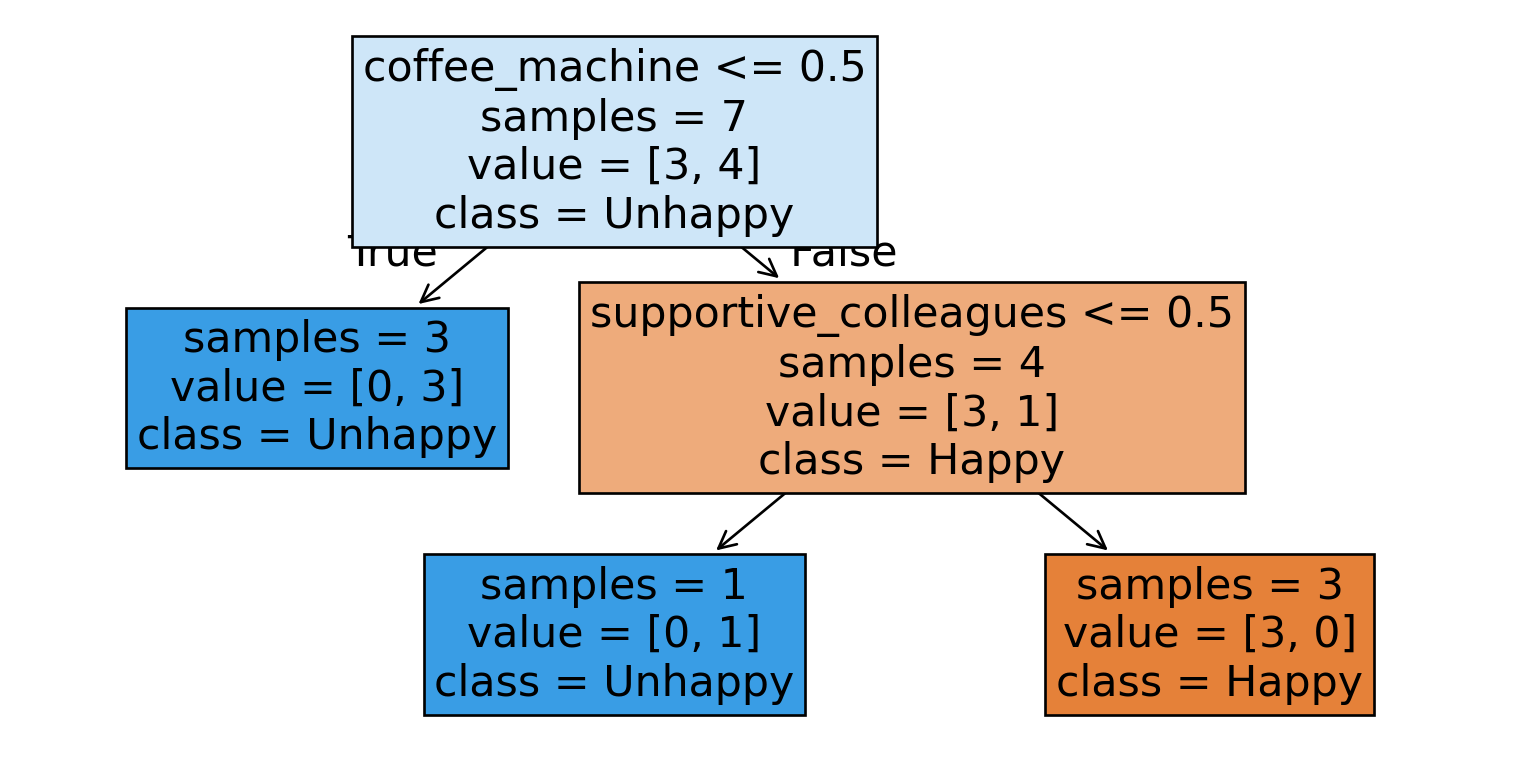 coffee_machine <= 0.5
samples = 7
value = [3, 4]
class = Unhappy
True
False
samples = 3
value = [0, 3]
class = Unhappy
supportive_colleagues <= 0.5
samples = 4
value = [3, 1]
class = Happy
samples = 1
value = [0, 1]
class = Unhappy
samples = 3
value = [3, 0]
class = Happy